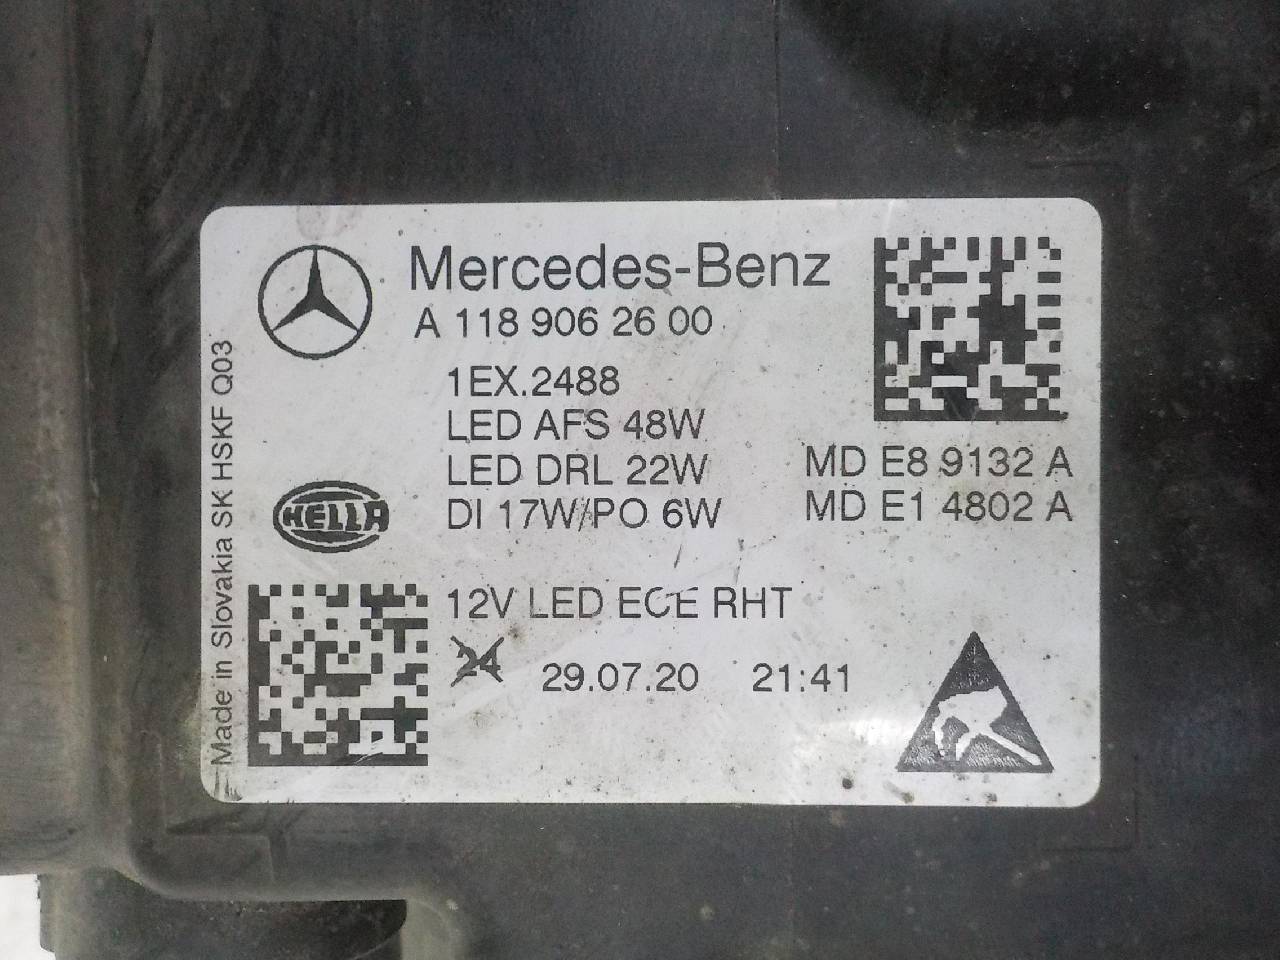 Mercedes-Benz
A 118 906 26 00
1EX.2488
LED AFS 48W
LED DRL 22W
DI 17W/PO 6W
MD E8 9132 A
MD E1 4802 A
HELLA
12V LED ECE RHT
24 29.07.20 21:41
Made in Slovakia SK HSKF Q03